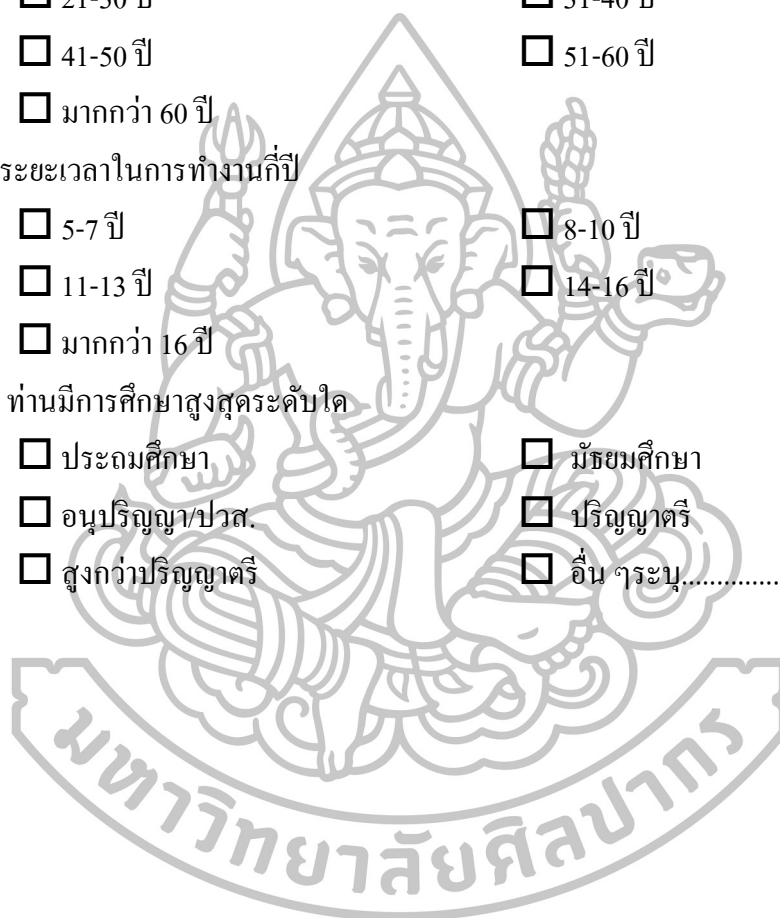 ☐ 21-30 ปี ☐ 31-40 ปี
☐ 41-50 ปี ☐ 51-60 ปี
☐ มากกว่า 60 ปี
ระยะเวลาในการทำงานกี่ปี
☐ 5-7 ปี ☐ 8-10 ปี
☐ 11-13 ปี ☐ 14-16 ปี
☐ มากกว่า 16 ปี
ท่านมีการศึกษาสูงสุดระดับใด
☐ ประถมศึกษา ☐ มัธยมศึกษา
☐ อนุปริญญา/ปวส. ☐ ปริญญาตรี
☐ สูงกว่าปริญญาตรี ☐ อื่น ๆระบุ..............
มหาวิทยาลัยศิลปากร